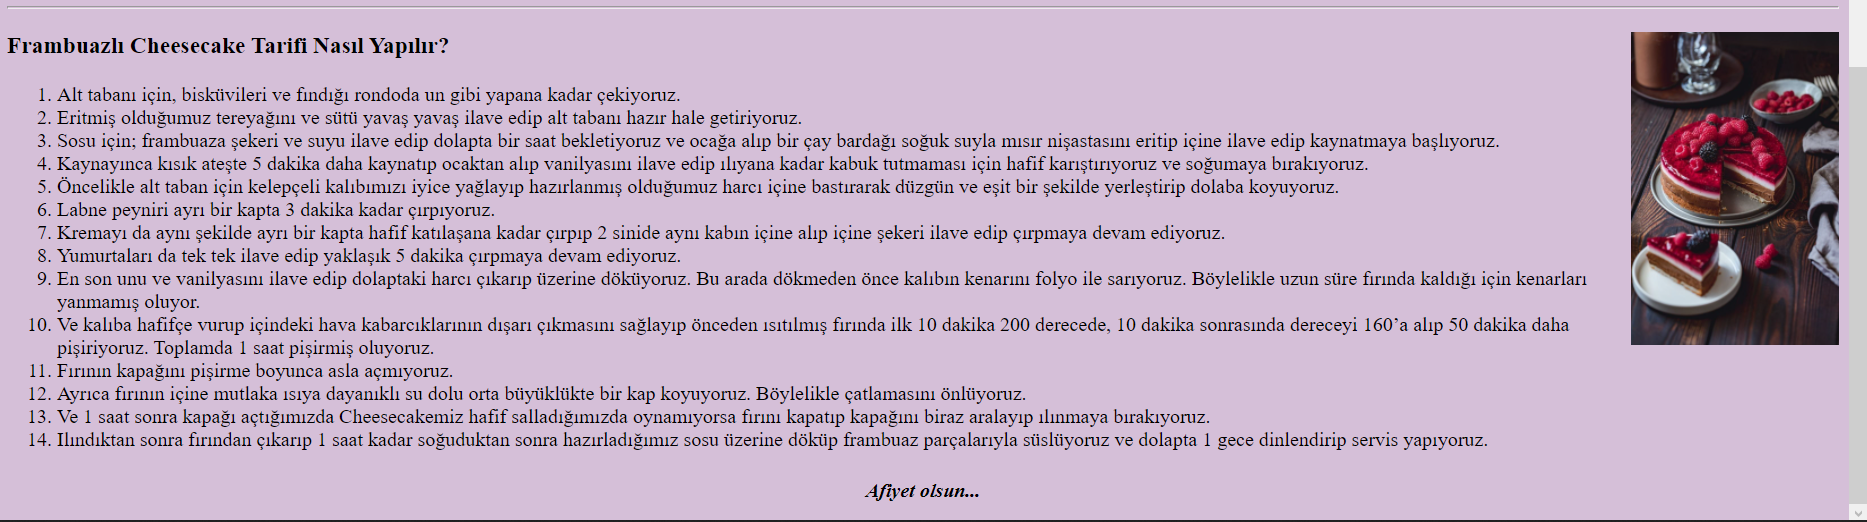 Frambuazlı Cheesecake Tarifi Nasıl Yapılır?
1. Alt tabanı için, bisküvileri ve fındığı rondoda un gibi yapana kadar çekiyoruz.
2. Eritmiş olduğumuz tereyağını ve sütü yavaş yavaş ilave edip alt tabanı hazır hale getiriyoruz.
3. Sosu için; frambuaza şekeri ve suyu ilave edip dolapta bir saat bekletiyoruz ve ocağa alıp bir çay bardağı soğuk suyla mısır nişastasını eritip içine ilave edip kaynatmaya başlıyoruz.
4. Kaynayınca kısık ateşte 5 dakika daha kaynatıp ocaktan alıp vanilyasını ilave edip ılıyana kadar kabuk tutmaması için hafif karıştırıyoruz ve soğumaya bırakıyoruz.
5. Öncelikle alt taban için kelepçeli kalıbımızı iyice yağlayıp hazırlanmış olduğumuz harcı içine bastırarak düzgün ve eşit bir şekilde yerleştirip dolaba koyuyoruz.
6. Labne peyniri ayrı bir kapta 3 dakika kadar çırpıyoruz.
7. Kremayı da aynı şekilde ayrı bir kapta hafif katılaşana kadar çırpıp 2 sinide aynı kabın içine alıp içine şekeri ilave edip çırpmaya devam ediyoruz.
8. Yumurtaları da tek tek ilave edip yaklaşık 5 dakika çırpmaya devam ediyoruz.
9. En son unu ve vanilyasını ilave edip dolaptaki harcı çıkarıp üzerine döküyoruz. Bu arada dökmeden önce kalıbın kenarını folyo ile sarıyoruz. Böylelikle uzun süre fırında kaldığı için kenarları
yanmamış oluyor.
10. Ve kalıba hafifçe vurup içindeki hava kabarcıklarının dışarı çıkmasını sağlayıp önceden ısıtılmış fırında ilk 10 dakika 200 derecede, 10 dakika sonrasında dereceyi 160’a alıp 50 dakika daha
pişiriyoruz. Toplamda 1 saat pişirmiş oluyoruz.
11. Fırının kapağını pişirme boyunca asla açmıyoruz.
12. Ayrıca fırının içine mutlaka ısıya dayanıklı su dolu orta büyüklükte bir kap koyuyoruz. Böylelikle çatlamasını önlüyoruz.
13. Ve 1 saat sonra kapağı açtığımızda Cheesecakemiz hafif salladığımızda oynamıyorsa fırını kapatıp kapağını biraz aralayıp ılınmaya bırakıyoruz.
14. Ilındıktan sonra fırından çıkarıp 1 saat kadar soğuduktan sonra hazırladığımız sosu üzerine döküp frambuaz parçalarıyla süslüyoruz ve dolapta 1 gece dinlendirip servis yapıyoruz.
Afiyet olsun...